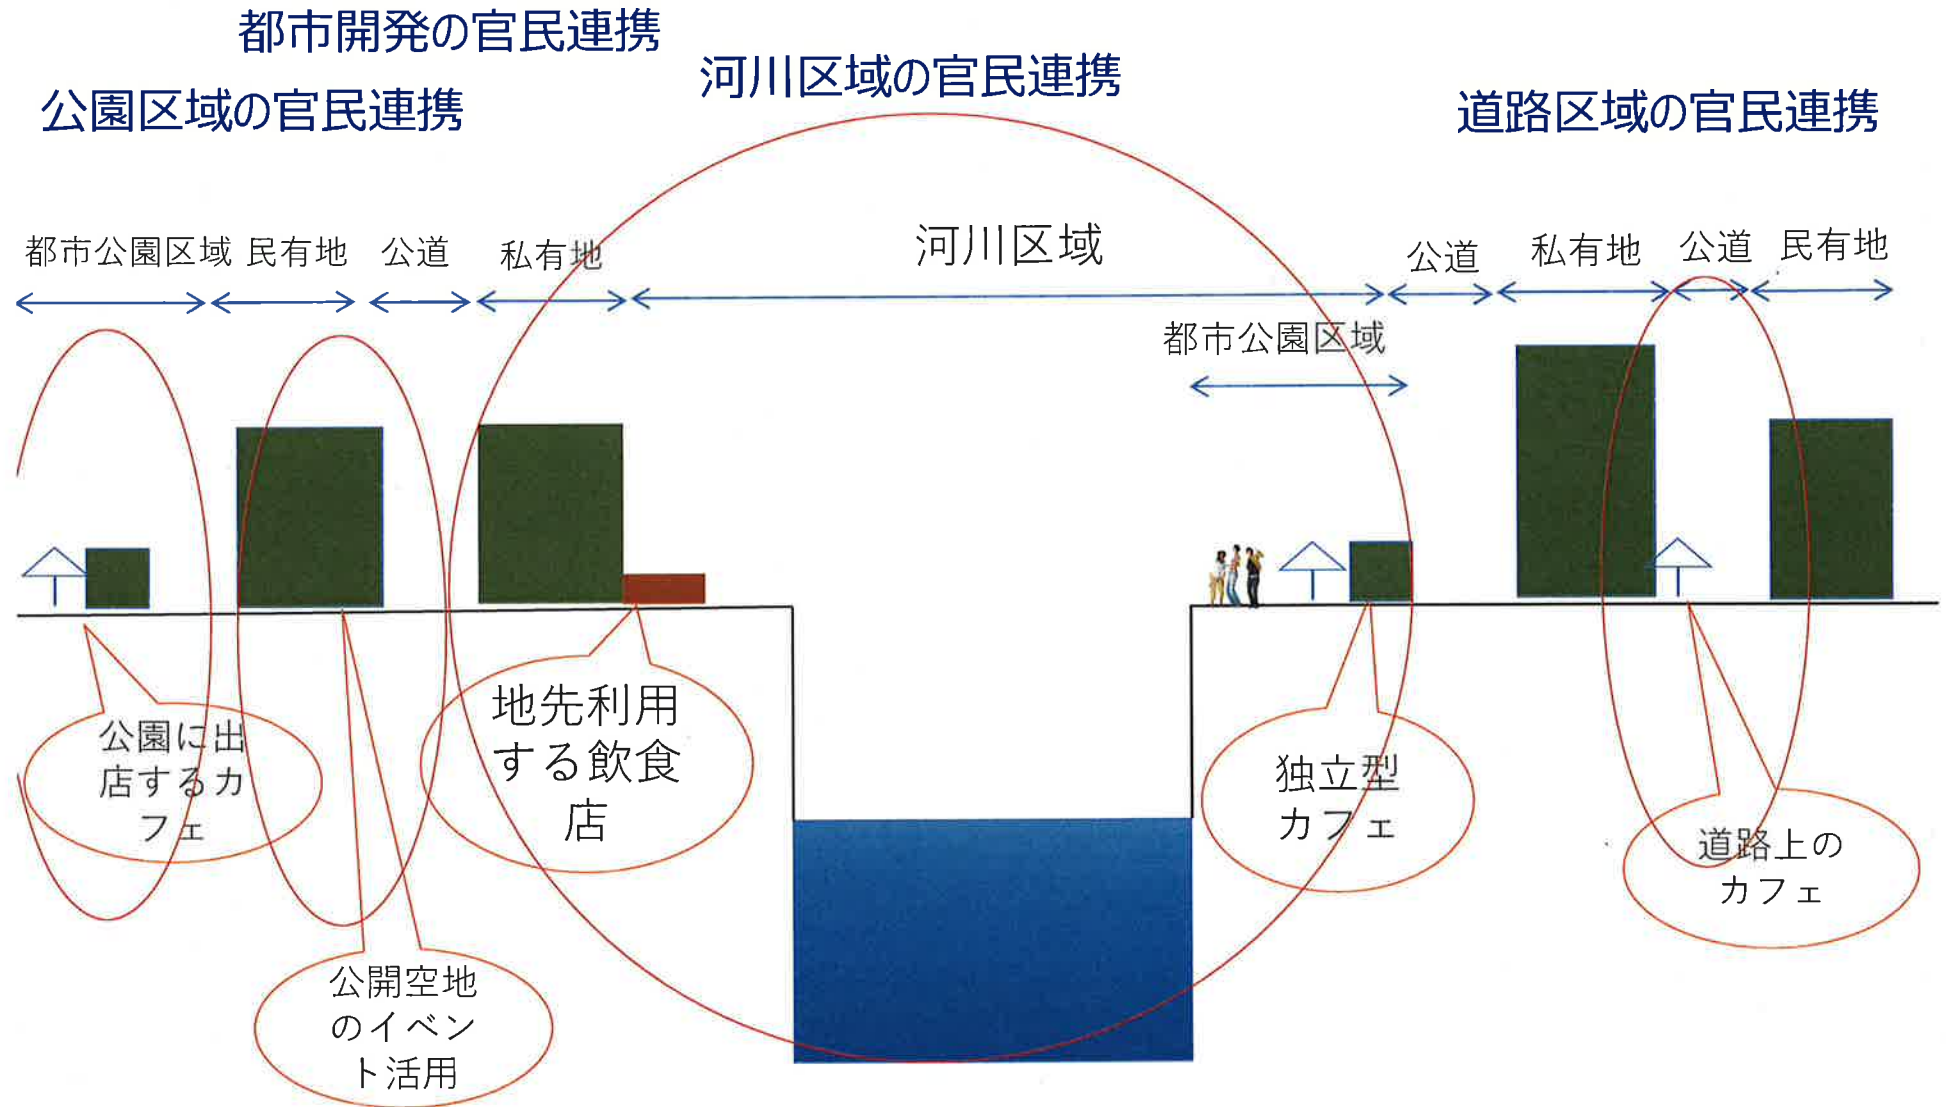 都市開発の官民連携
公園区域の官民連携
河川区域の官民連携
道路区域の官民連携
都市公園区域
民有地
公道
私有地
河川区域
公道
私有地
公道
民有地
都市公園区域
公園に出
店するカ
フェ
公開空地
のイベン
ト活用
地先利用
する飲食
店
独立型
カフェ
道路上の
カフェ